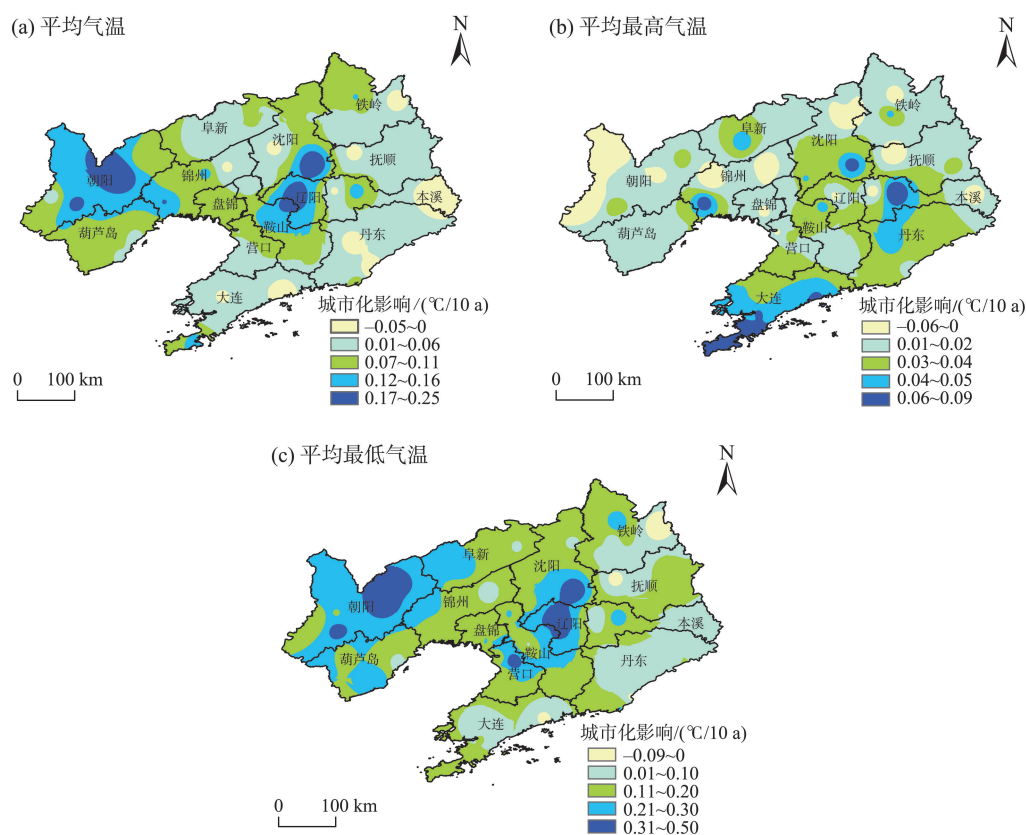 (a) 平均气温
N
铁岭
阜新
沈阳
抚顺
朝阳
锦州
辽阳
本溪
盘锦
葫芦岛
鞍山
丹东
营口
大连
城市化影响/(℃/10 a)
–0.05~0
0.01~0.06
0.07~0.11
0.12~0.16
0.17~0.25
0 100 km
(b) 平均最高气温
N
铁岭
阜新
沈阳
抚顺
朝阳
锦州
辽阳
本溪
盘锦
葫芦岛
鞍山
丹东
营口
大连
城市化影响/(℃/10 a)
–0.06~0
0.01~0.02
0.03~0.04
0.04~0.05
0.06~0.09
0 100 km
(c) 平均最低气温
N
铁岭
阜新
沈阳
抚顺
朝阳
锦州
辽阳
本溪
盘锦
葫芦岛
鞍山
丹东
营口
大连
城市化影响/(℃/10 a)
–0.09~0
0.01~0.10
0.11~0.20
0.21~0.30
0.31~0.50
0 100 km